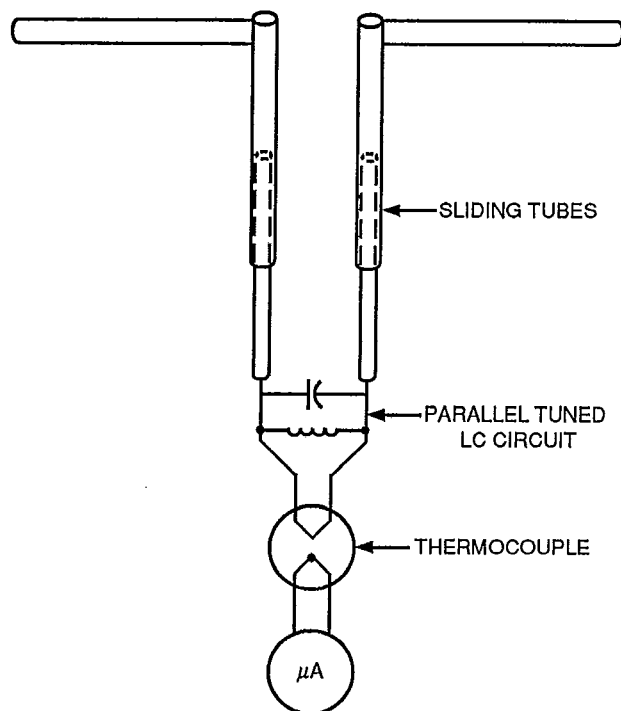 SLIDING TUBES
PARALLEL TUNED
LC CIRCUIT
THERMOCOUPLE
μA